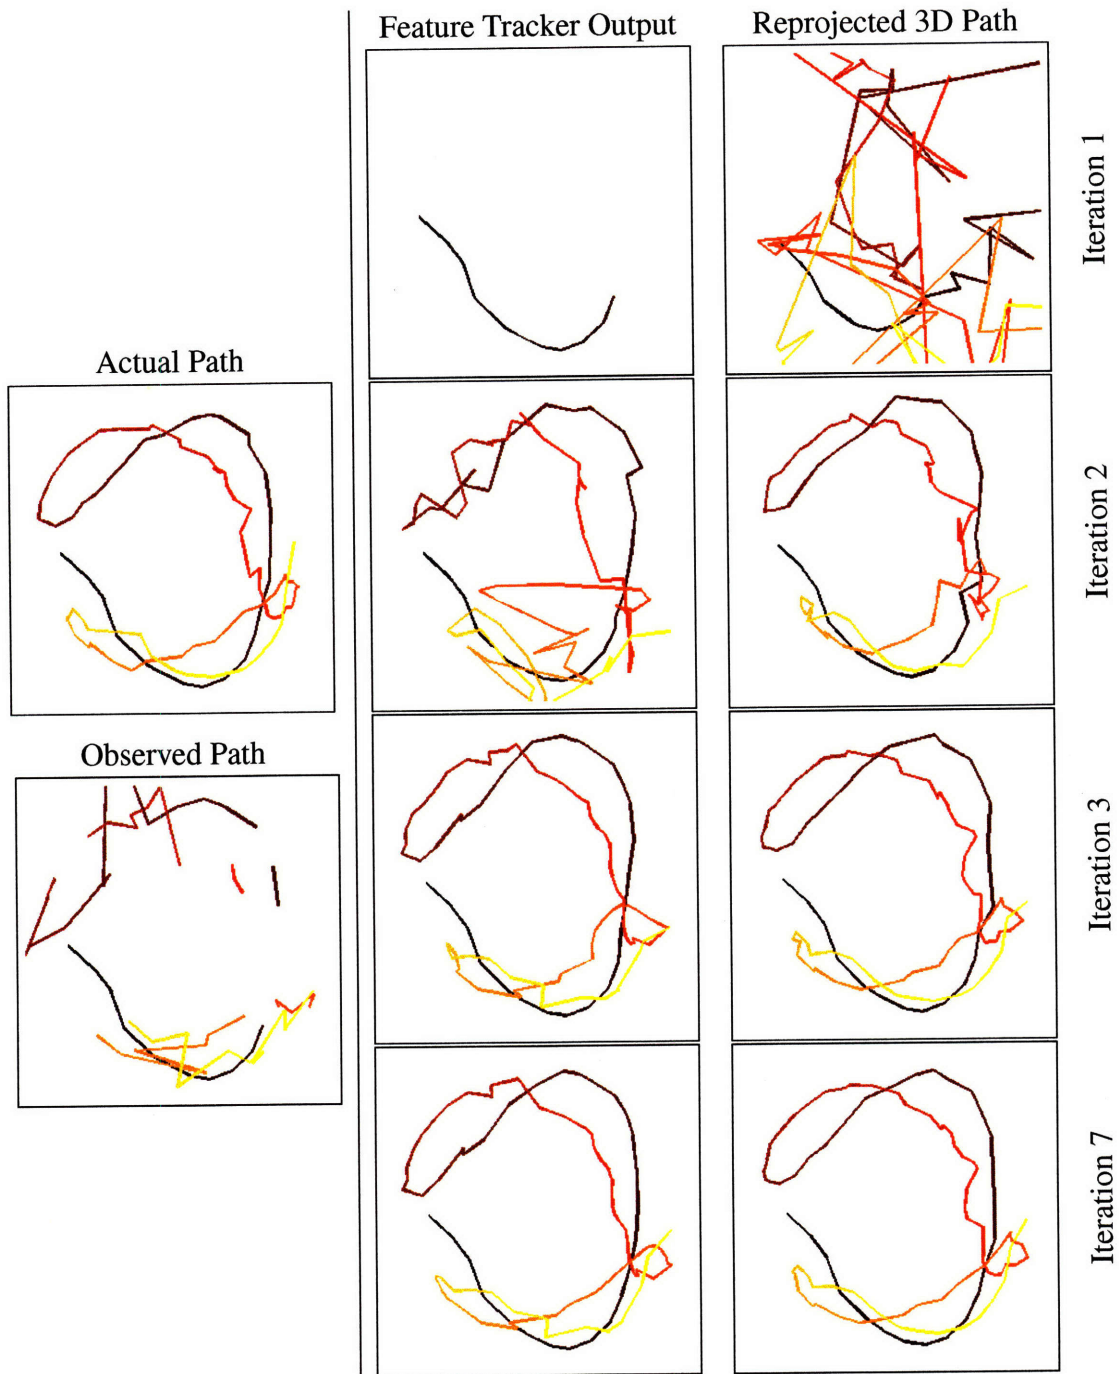 Feature Tracker Output
Reprojected 3D Path
Iteration 1
Actual Path
Iteration 2
Observed Path
Iteration 3
Iteration 7